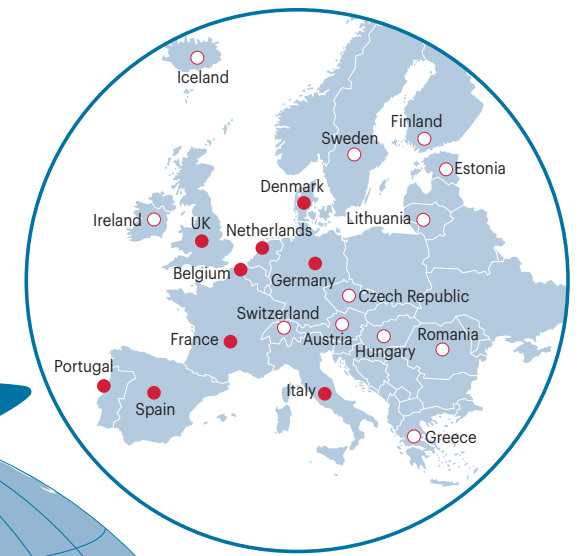 Iceland
Finland
Sweden
Estonia
Denmark
Lithuania
Ireland
UK
Netherlands
Belgium
Germany
Czech Republic
Switzerland
France
Austria
Romania
Hungary
Portugal
Italy
Spain
Greece